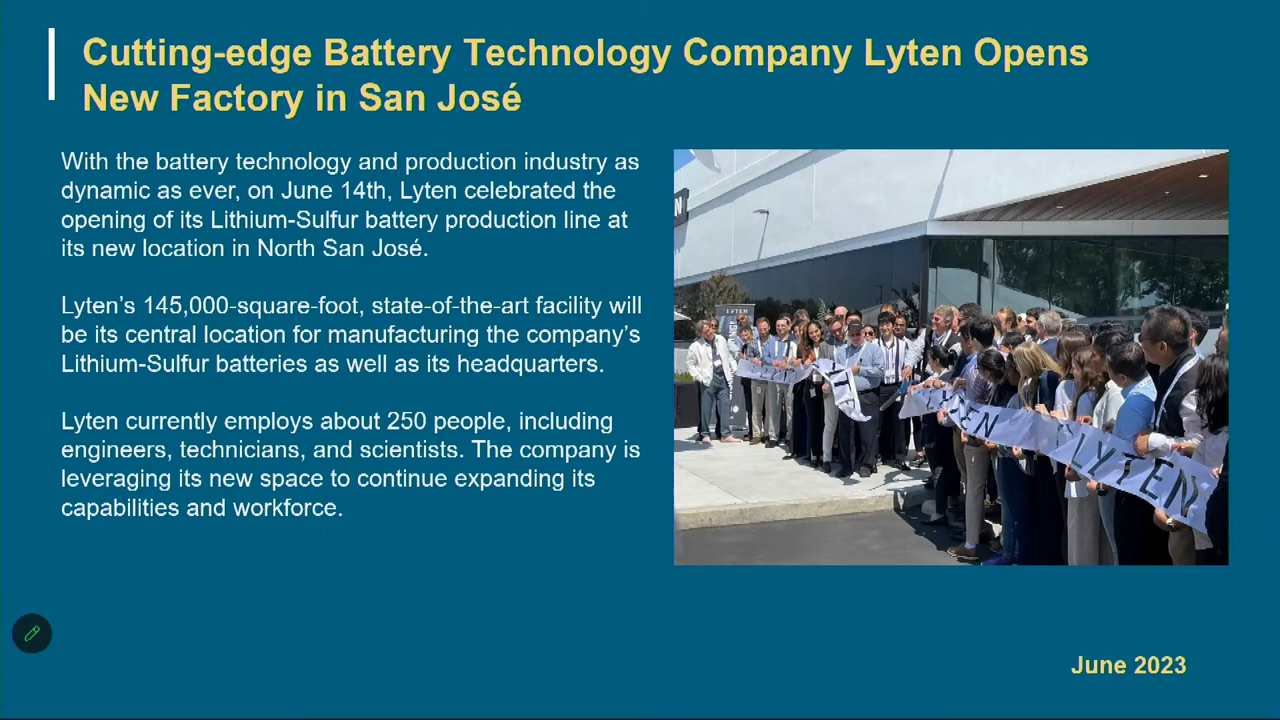 Cutting-edge Battery Technology Company Lyten Opens
New Factory in San José
With the battery technology and production industry as
dynamic as ever, on June 14th, Lyten celebrated the
opening of its Lithium-Sulfur battery production line at
its new location in North San José.
Lyten’s 145,000-square-foot, state-of-the-art facility will
be its central location for manufacturing the company’s
Lithium-Sulfur batteries as well as its headquarters.
Lyten currently employs about 250 people, including
engineers, technicians, and scientists. The company is
leveraging its new space to continue expanding its
capabilities and workforce.
LYTEN
LYTEN
LYTEN
June 2023